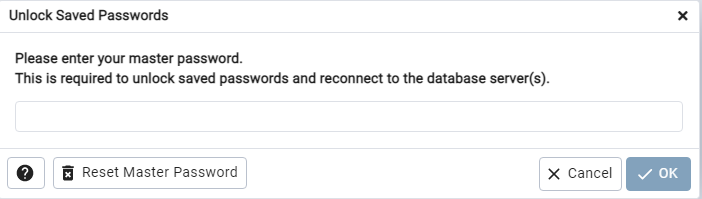 Unlock Saved Passwords
Please enter your master password.
This is required to unlock saved passwords and reconnect to the database server(s).
Reset Master Password
Cancel
OK